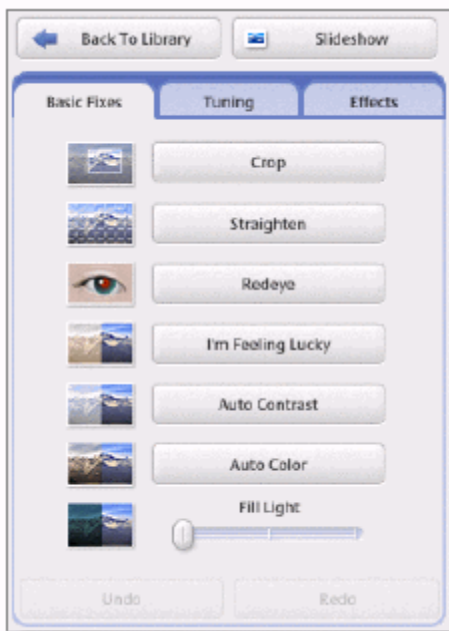 Back To Library
Slideshow
Basic Fixes
Tuning
Effects
Crop
Straighten
Redeye
I'm Feeling Lucky
Auto Contrast
Auto Color
Fill Light
Undo
Redo